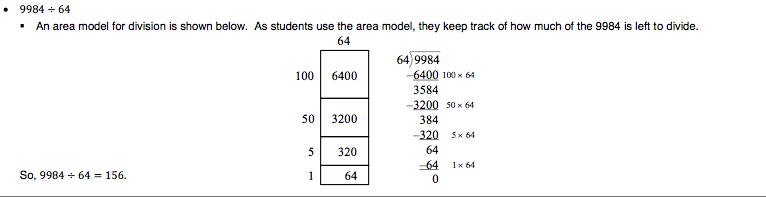 • 9984 ÷ 64
▪ An area model for division is shown below. As students use the area model, they keep track of how much of the 9984 is left to divide.
64
64)9984
100 6400 –6400 100 × 64
3584
–3200 50 × 64
50 3200 384
–320 5 × 64
5 320 64
–64 1 × 64
So, 9984 ÷ 64 = 156. 1 64 0